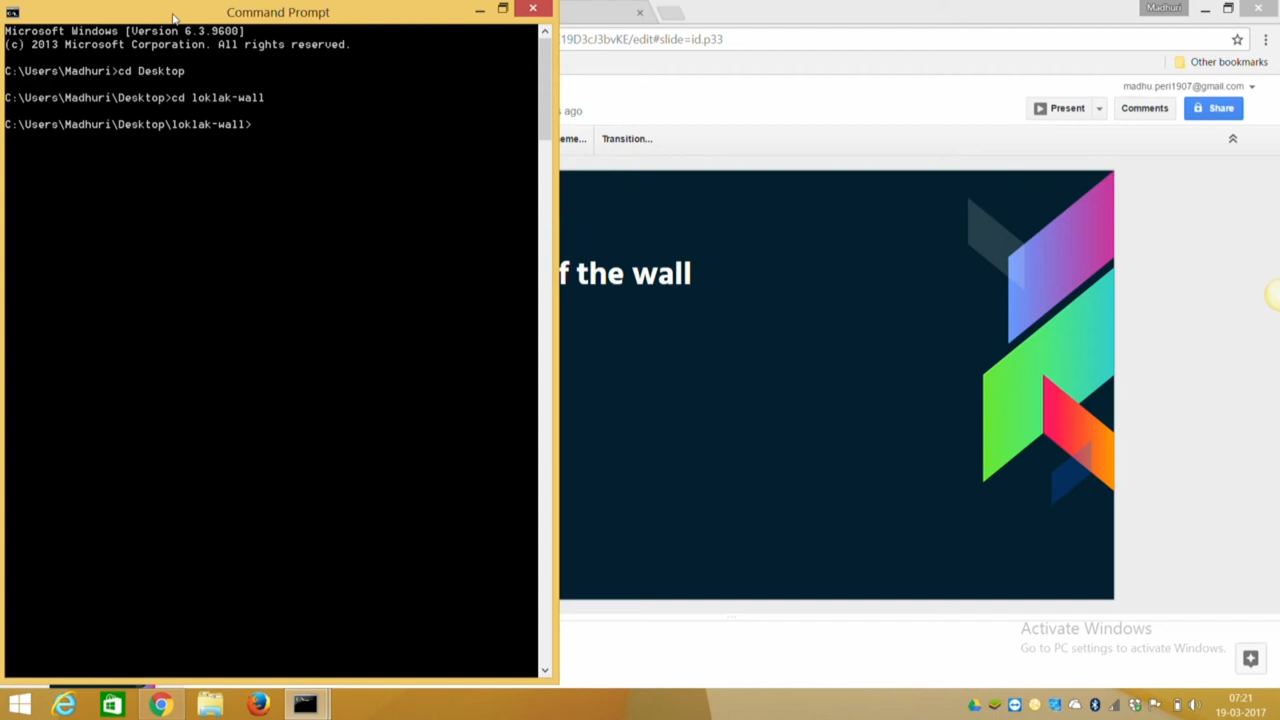 Command Prompt
Madhuri
Microsoft Windows [Version 6.3.9600]
(c) 2013 Microsoft Corporation. All rights reserved.
C:\Users\Madhuri>cd Desktop
C:\Users\Madhuri\Desktop>cd loklak-wall
C:\Users\Madhuri\Desktop\loklak-wall>
19D3cJ3bvKE/edit#slide=id.p33
Other bookmarks
madhu.peri1907@gmail.com
s ago
Present
Comments
Share
eme...
Transition...
f the wall
Activate Windows
Go to PC settings to activate Windows.
07:21
19-03-2017